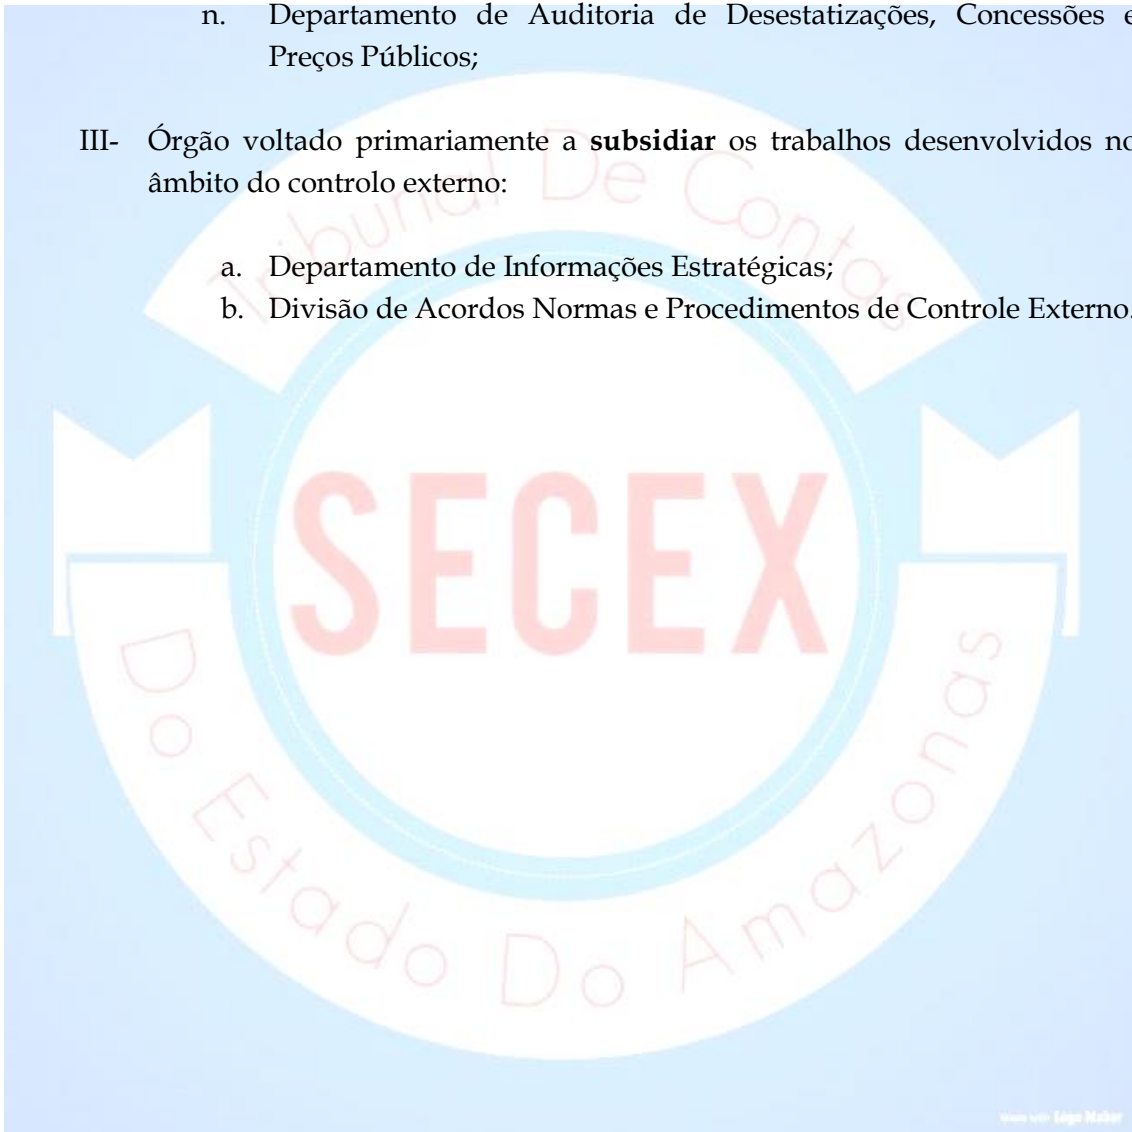 n. Departamento de Auditoria de Desestatizações, Concessões e
Preços Públicos;
III- Órgão voltado primariamente a subsidiar os trabalhos desenvolvidos no
âmbito do controlo externo:
a. Departamento de Informações Estratégicas;
b. Divisão de Acordos Normas e Procedimentos de Controle Externo.
Tribunal De Contas
SECEX
Do Estado Do Amazonas
Logo Maker